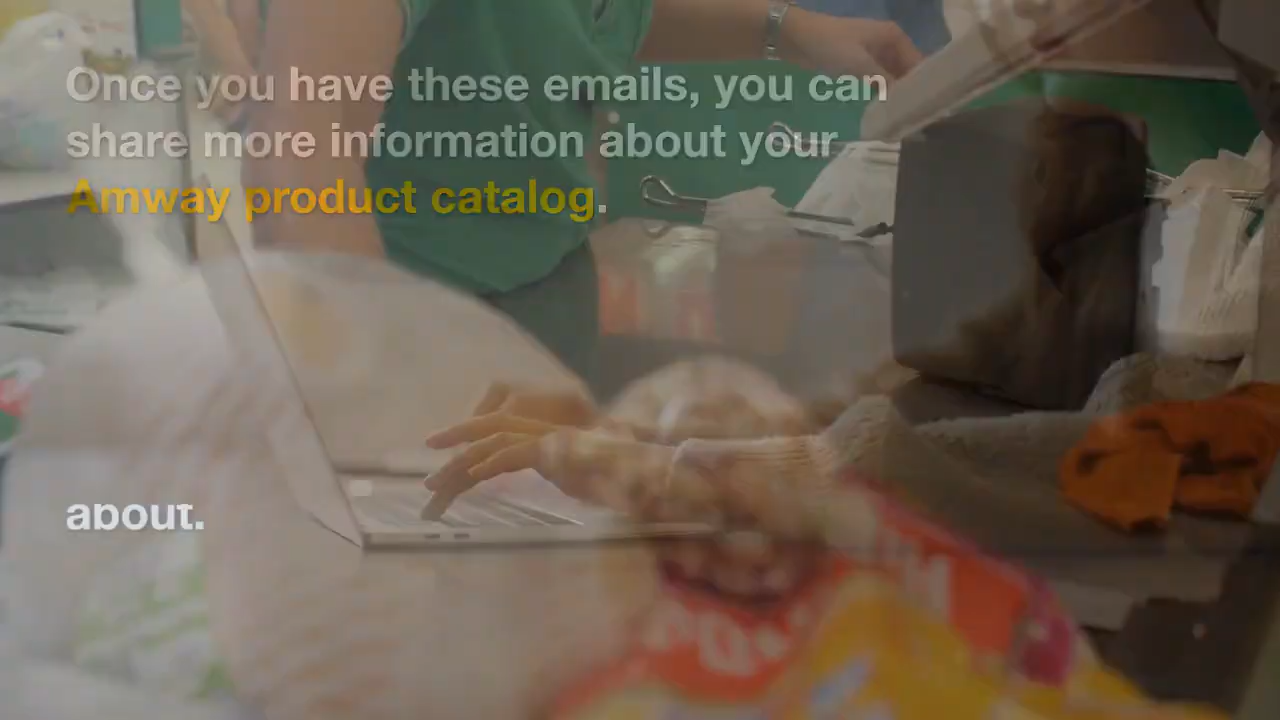 Once you have these emails, you can
share more information about your
Amway product catalog.
about.